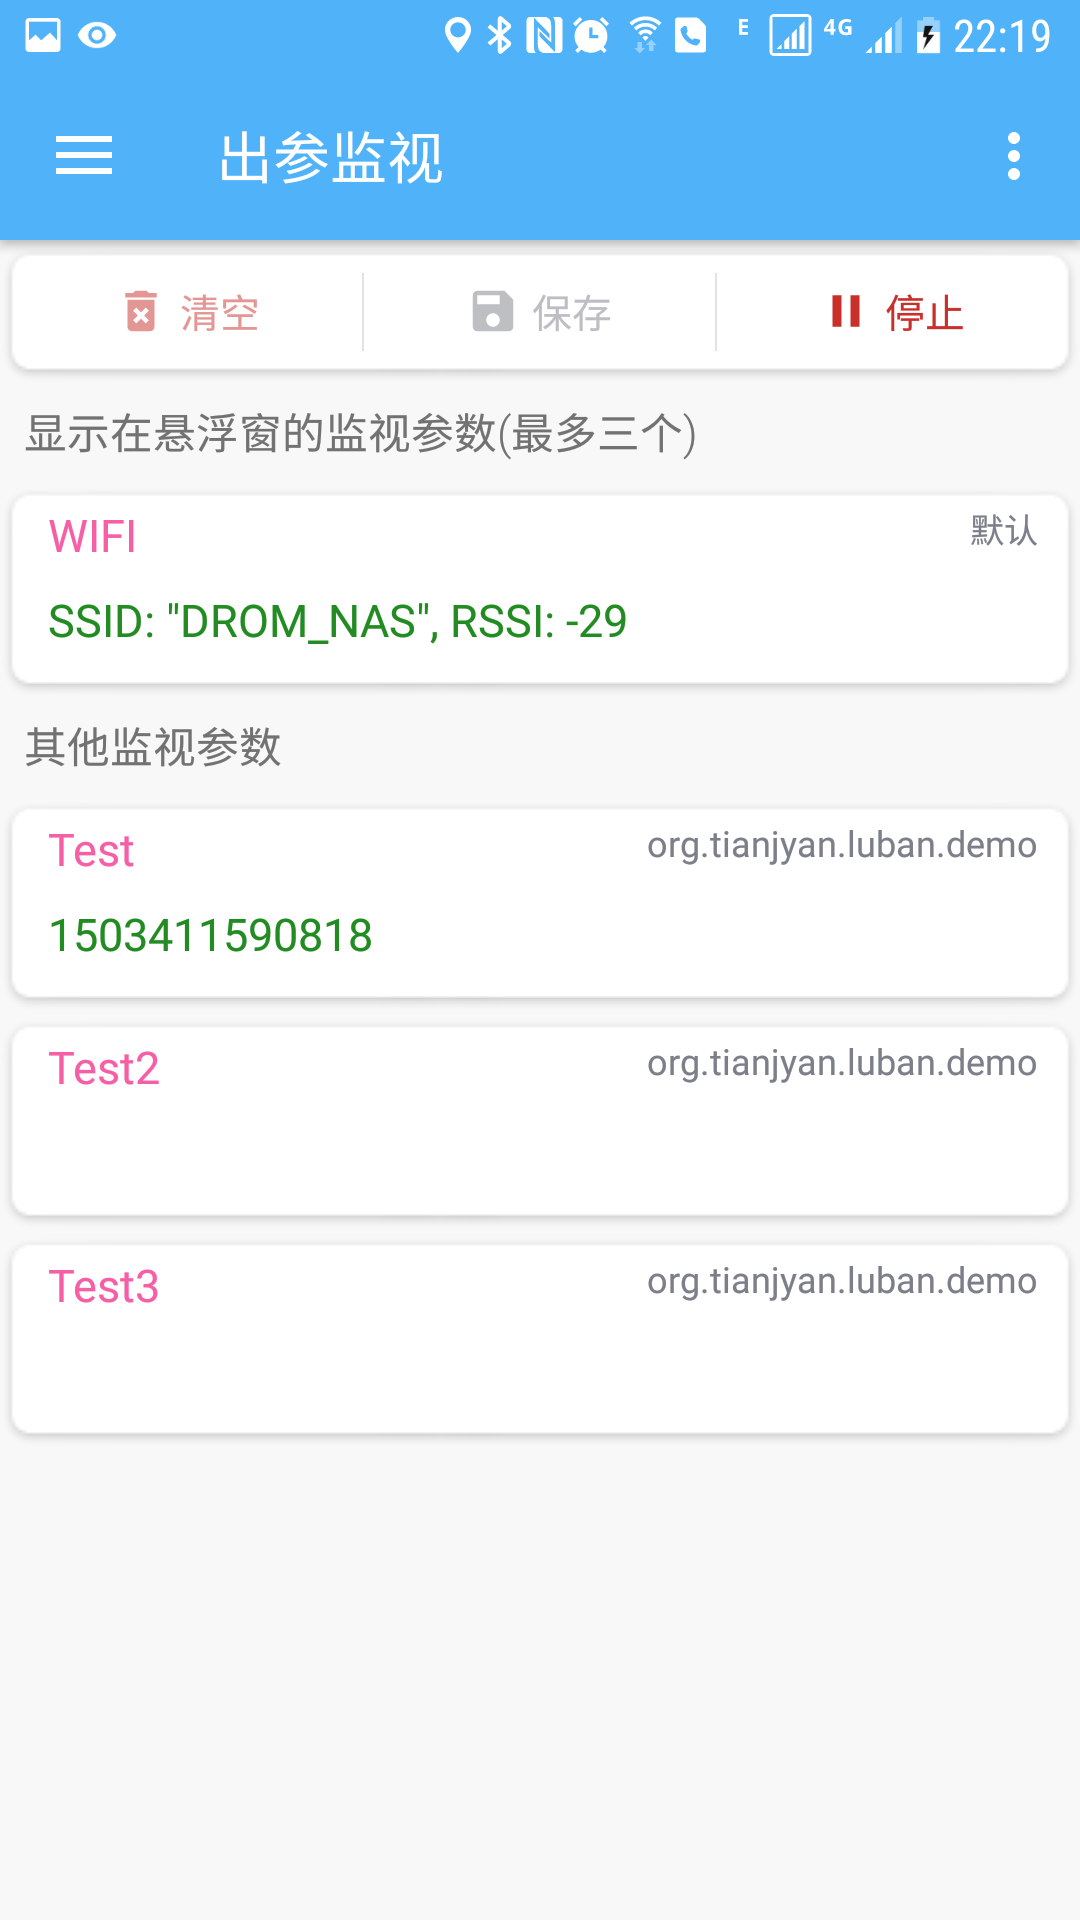 E 4G 22:19
出参监视
清空 保存 停止
显示在悬浮窗的监视参数(最多三个)
WIFI 默认
SSID: "DROM_NAS", RSSI: -29
其他监视参数
Test org.tianjyan.luban.demo
1503411590818
Test2 org.tianjyan.luban.demo
Test3 org.tianjyan.luban.demo